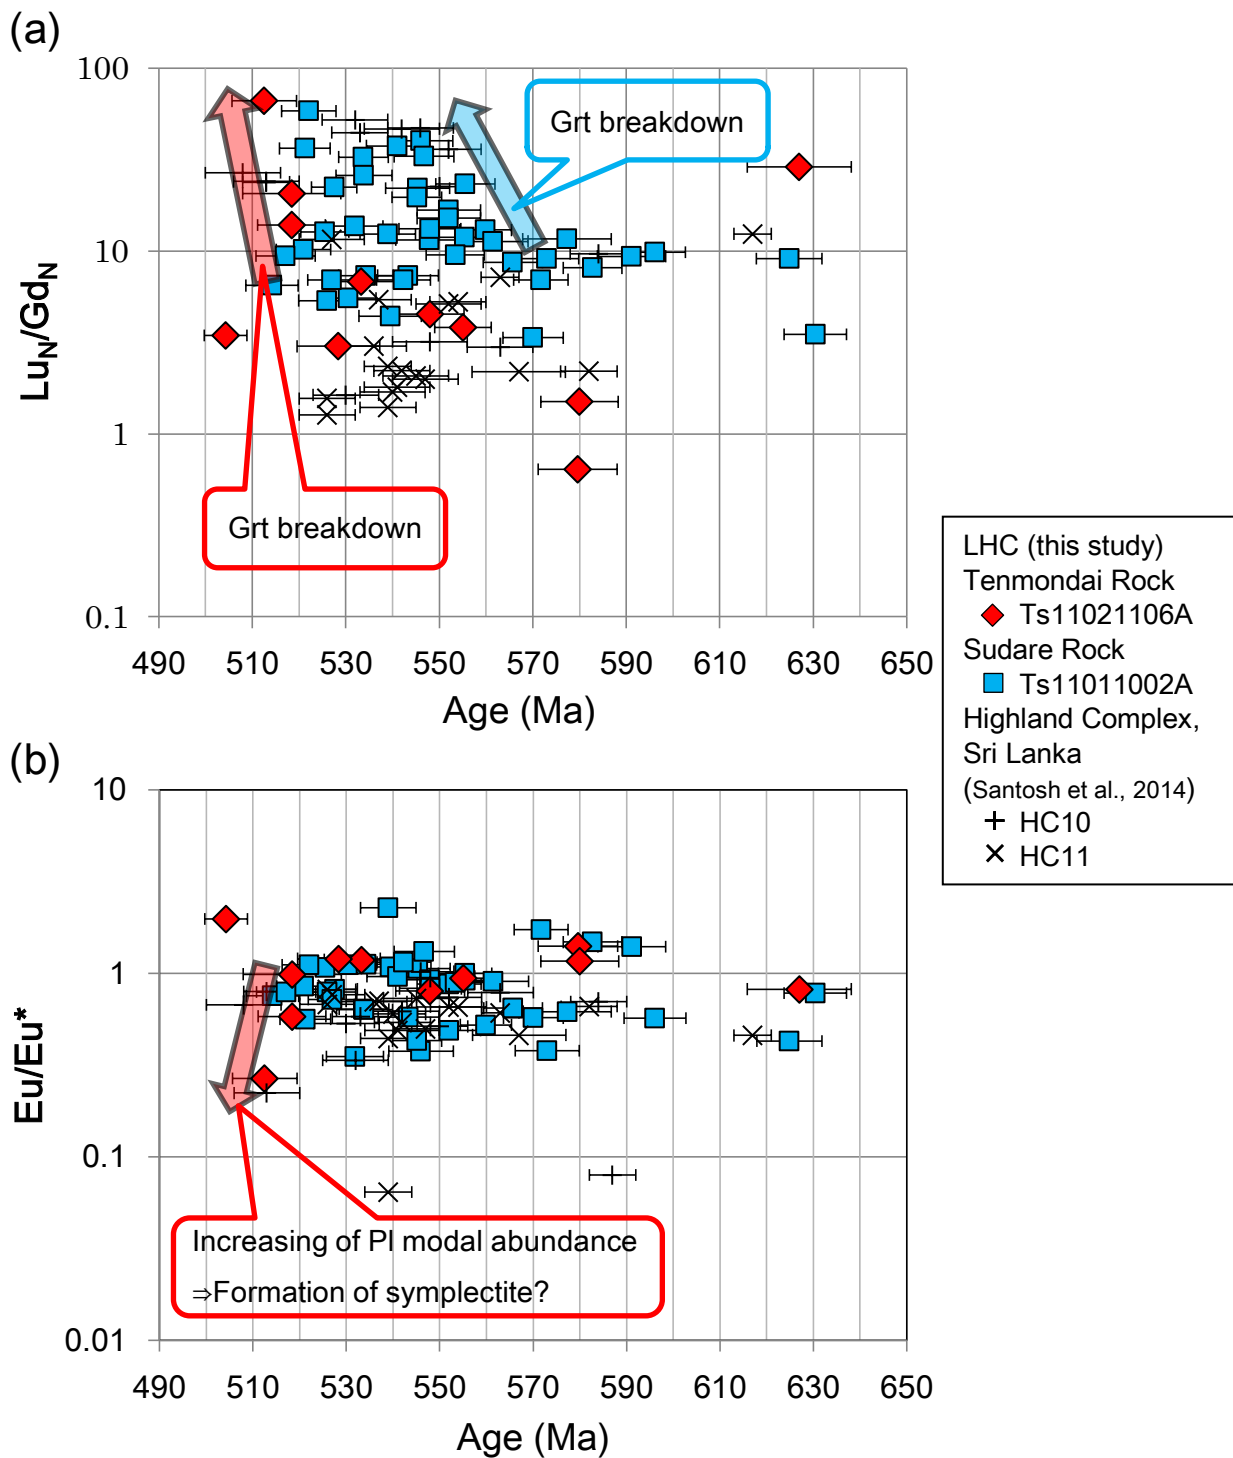 (a)
100
10
1
0.1
Lu_N/Gd_N
Grt breakdown
Grt breakdown
490 510 530 550 570 590 610 630 650
Age (Ma)
LHC (this study)
Tenmondai Rock
Ts11021106A
Sudare Rock
Ts11011002A
Highland Complex,
Sri Lanka
(Santosh et al., 2014)
HC10
HC11
(b)
10
1
0.1
0.01
Eu/Eu*
Increasing of Pl modal abundance
⇒Formation of symplectite?
490 510 530 550 570 590 610 630 650
Age (Ma)